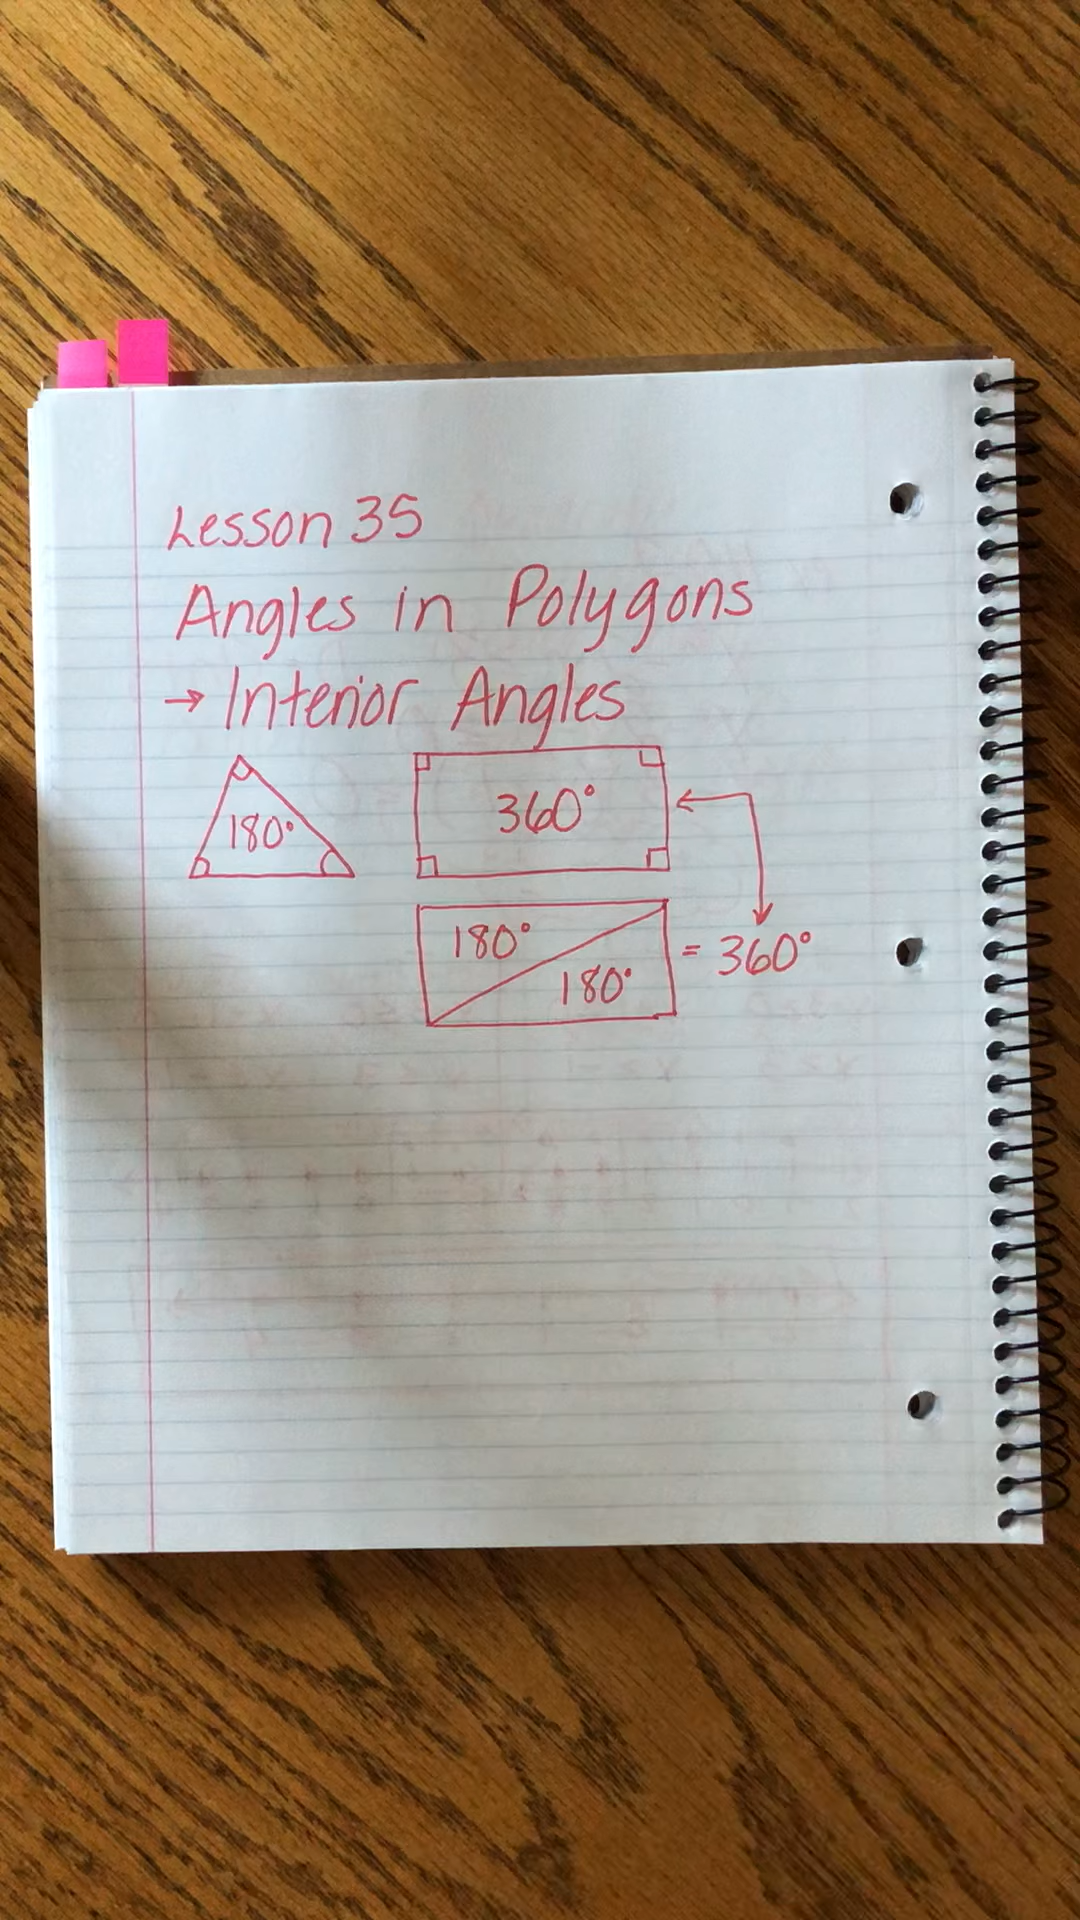 Lesson 35
Angles in Polygons
→ Interior Angles
180°
360°
180°
180°
= 360°